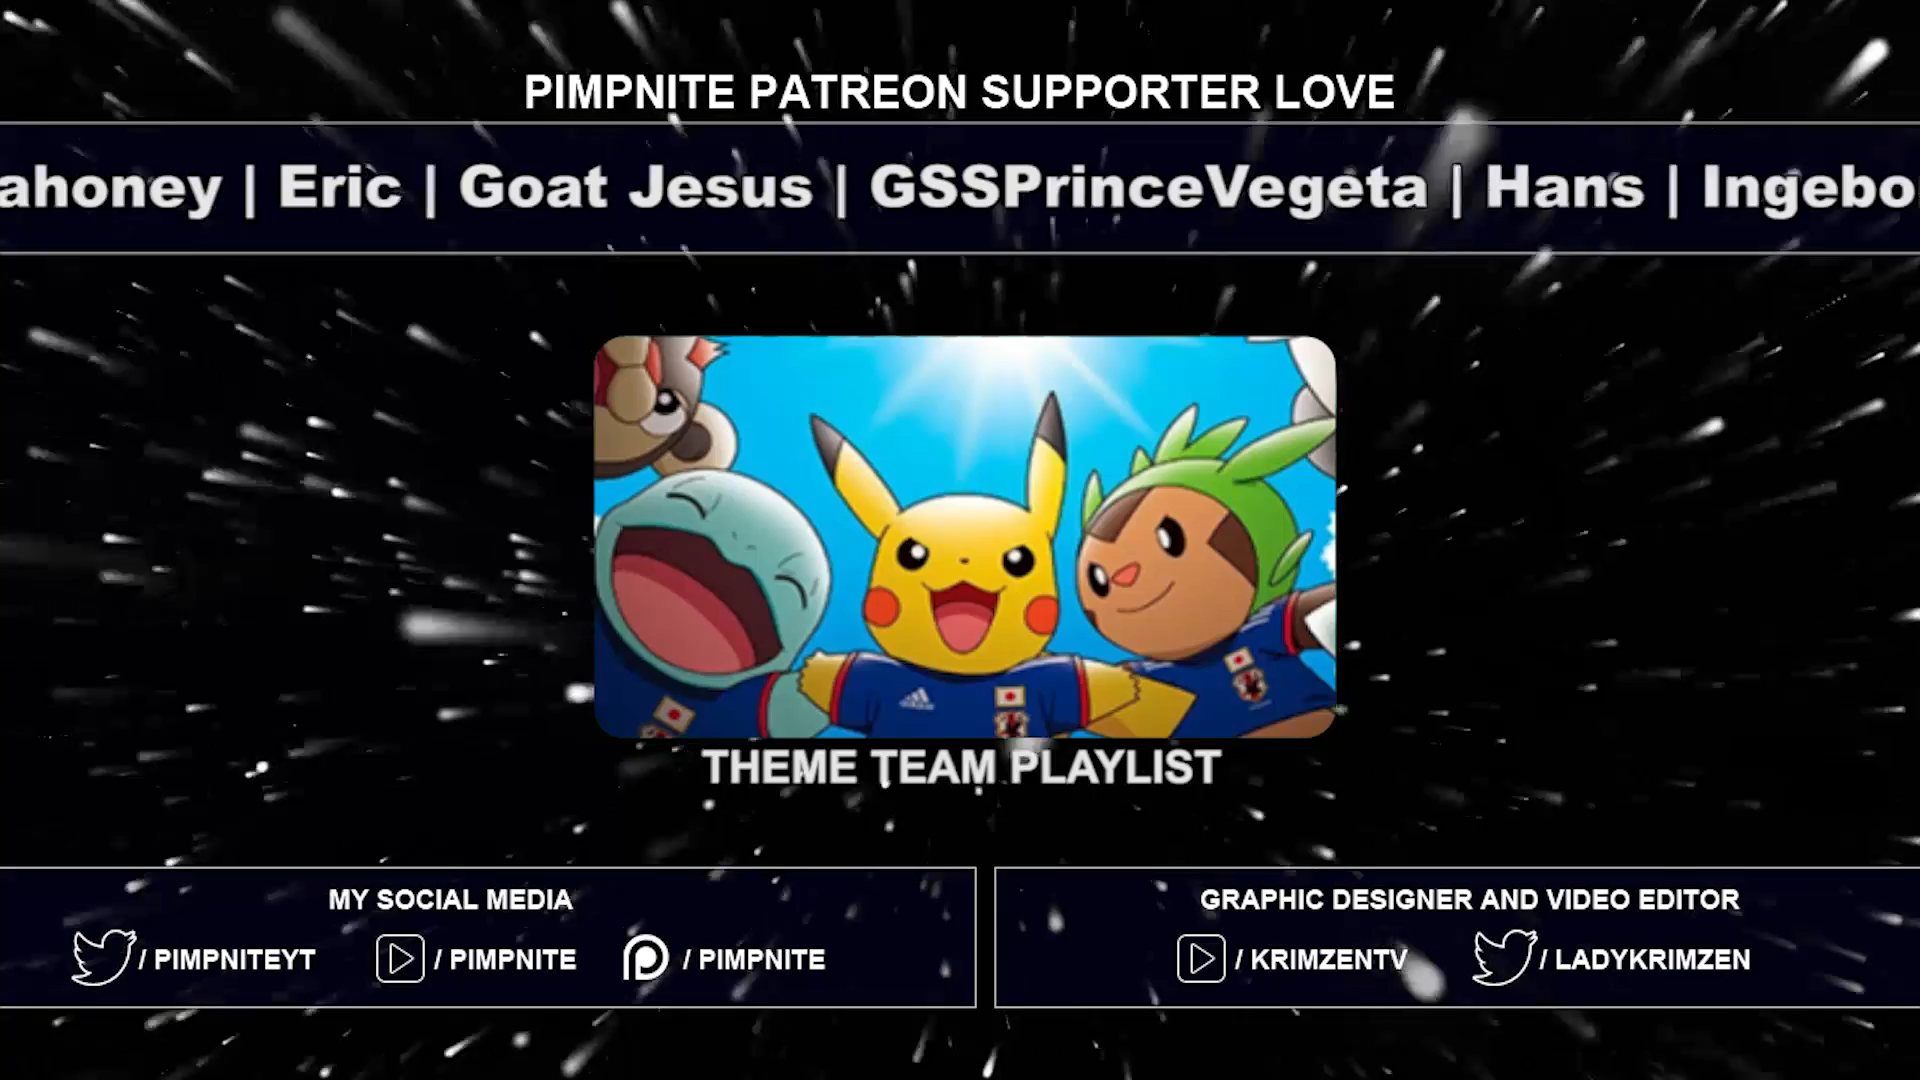 PIMPNITE PATREON SUPPORTER LOVE
ahoney | Eric | Goat Jesus | GSSPrinceVegeta | Hans | Ingebo
THEME TEAM PLAYLIST
MY SOCIAL MEDIA
/ PIMPNITEYT / PIMPNITE / PIMPNITE
GRAPHIC DESIGNER AND VIDEO EDITOR
/ KRIMZENTV / LADYKRIMZEN